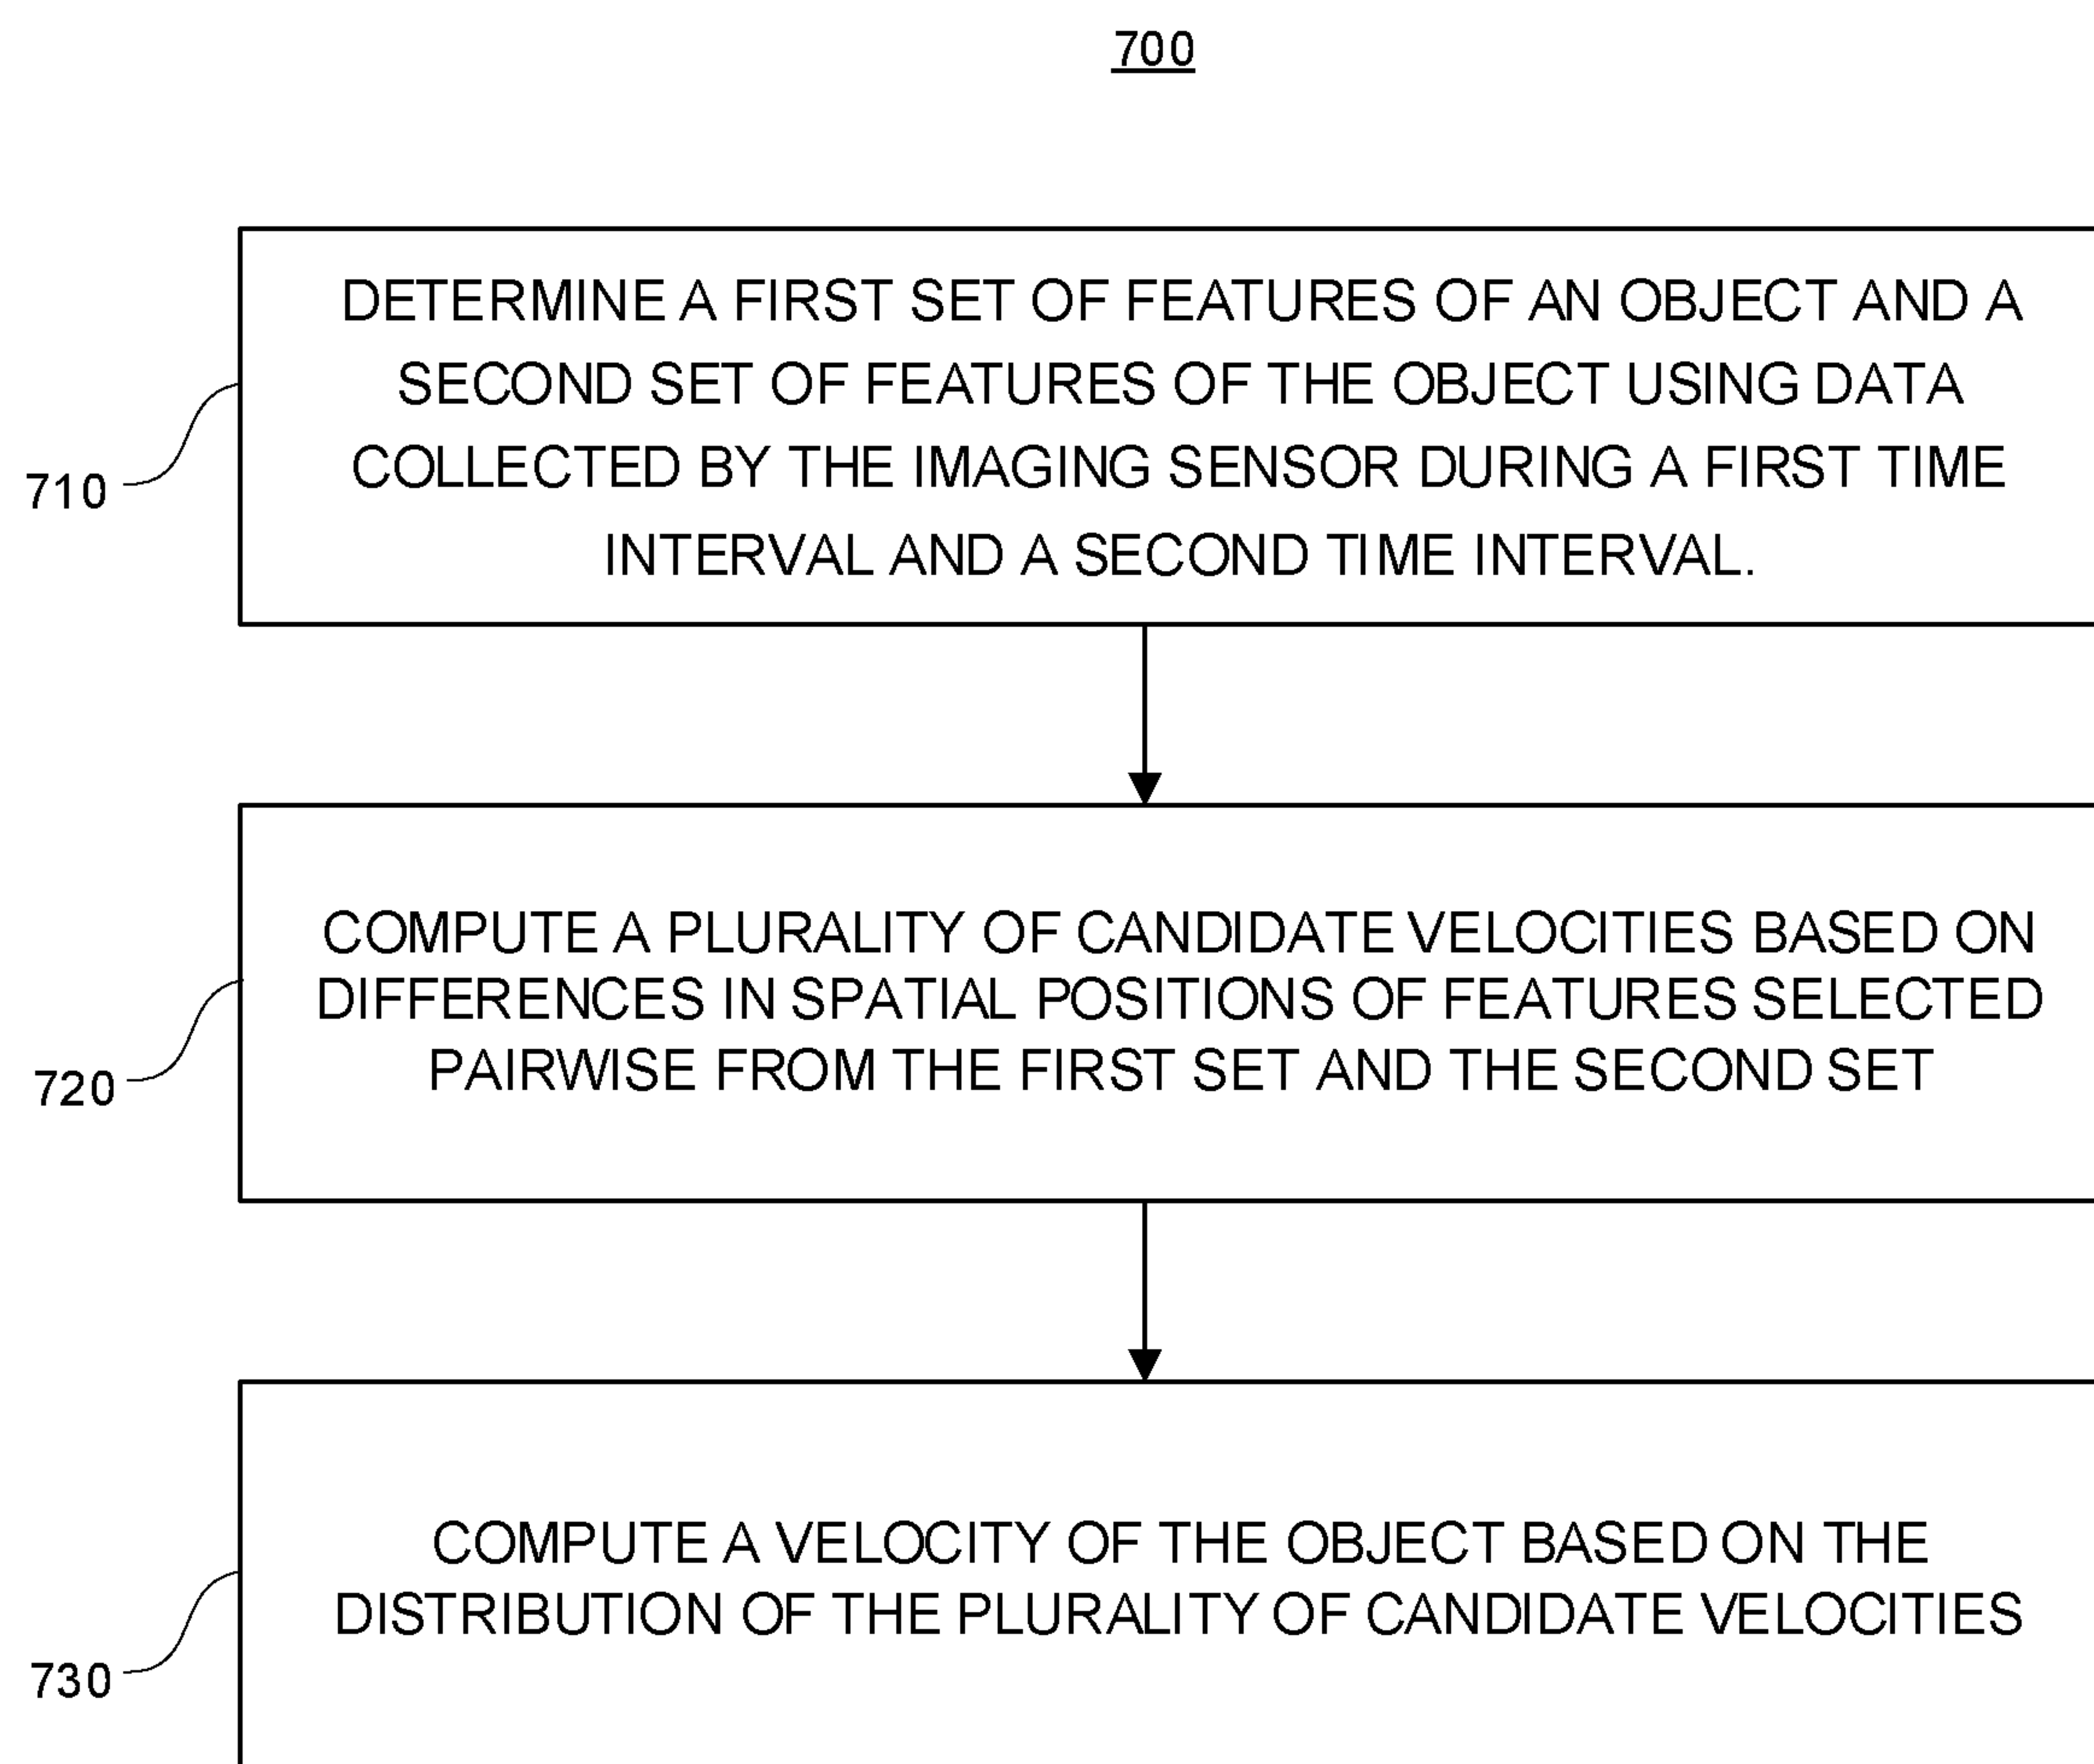 700
DETERMINE A FIRST SET OF FEATURES OF AN OBJECT AND A
SECOND SET OF FEATURES OF THE OBJECT USING DATA
COLLECTED BY THE IMAGING SENSOR DURING A FIRST TIME
INTERVAL AND A SECOND TIME INTERVAL.
710
COMPUTE A PLURALITY OF CANDIDATE VELOCITIES BASED ON
DIFFERENCES IN SPATIAL POSITIONS OF FEATURES SELECTED
PAIRWISE FROM THE FIRST SET AND THE SECOND SET
720
COMPUTE A VELOCITY OF THE OBJECT BASED ON THE
DISTRIBUTION OF THE PLURALITY OF CANDIDATE VELOCITIES
730